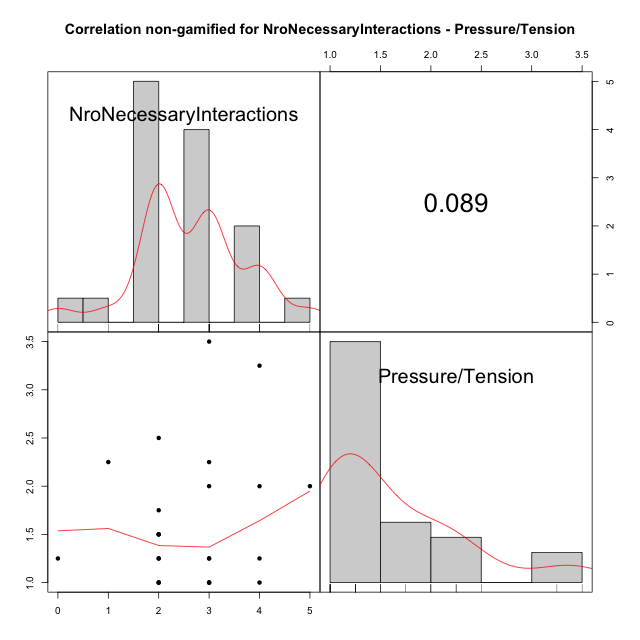 Correlation non-gamified for NroNecessaryInteractions - Pressure/Tension
1.0 1.5 2.0 2.5 3.0 3.5
NroNecessaryInteractions
0.089
5
4
3
2
1
0
3.5
3.0
2.5
2.0
1.5
1.0
Pressure/Tension
0 1 2 3 4 5